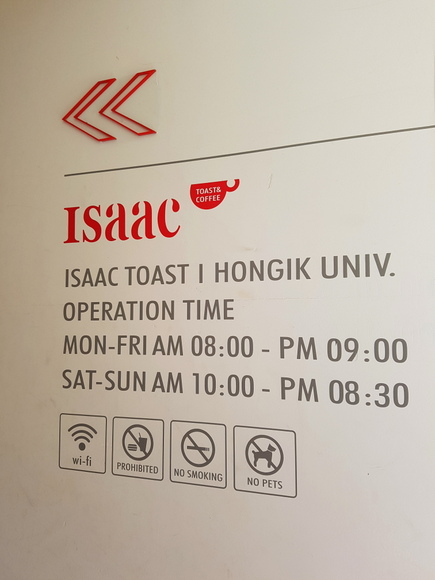 Isaac
TOAST&
COFFEE
ISAAC TOAST | HONGIK UNIV.
OPERATION TIME
MON-FRI AM 08:00 - PM 09:00
SAT-SUN AM 10:00 - PM 08:30
wi-fi
PROHIBITED
NO SMOKING
NO PETS